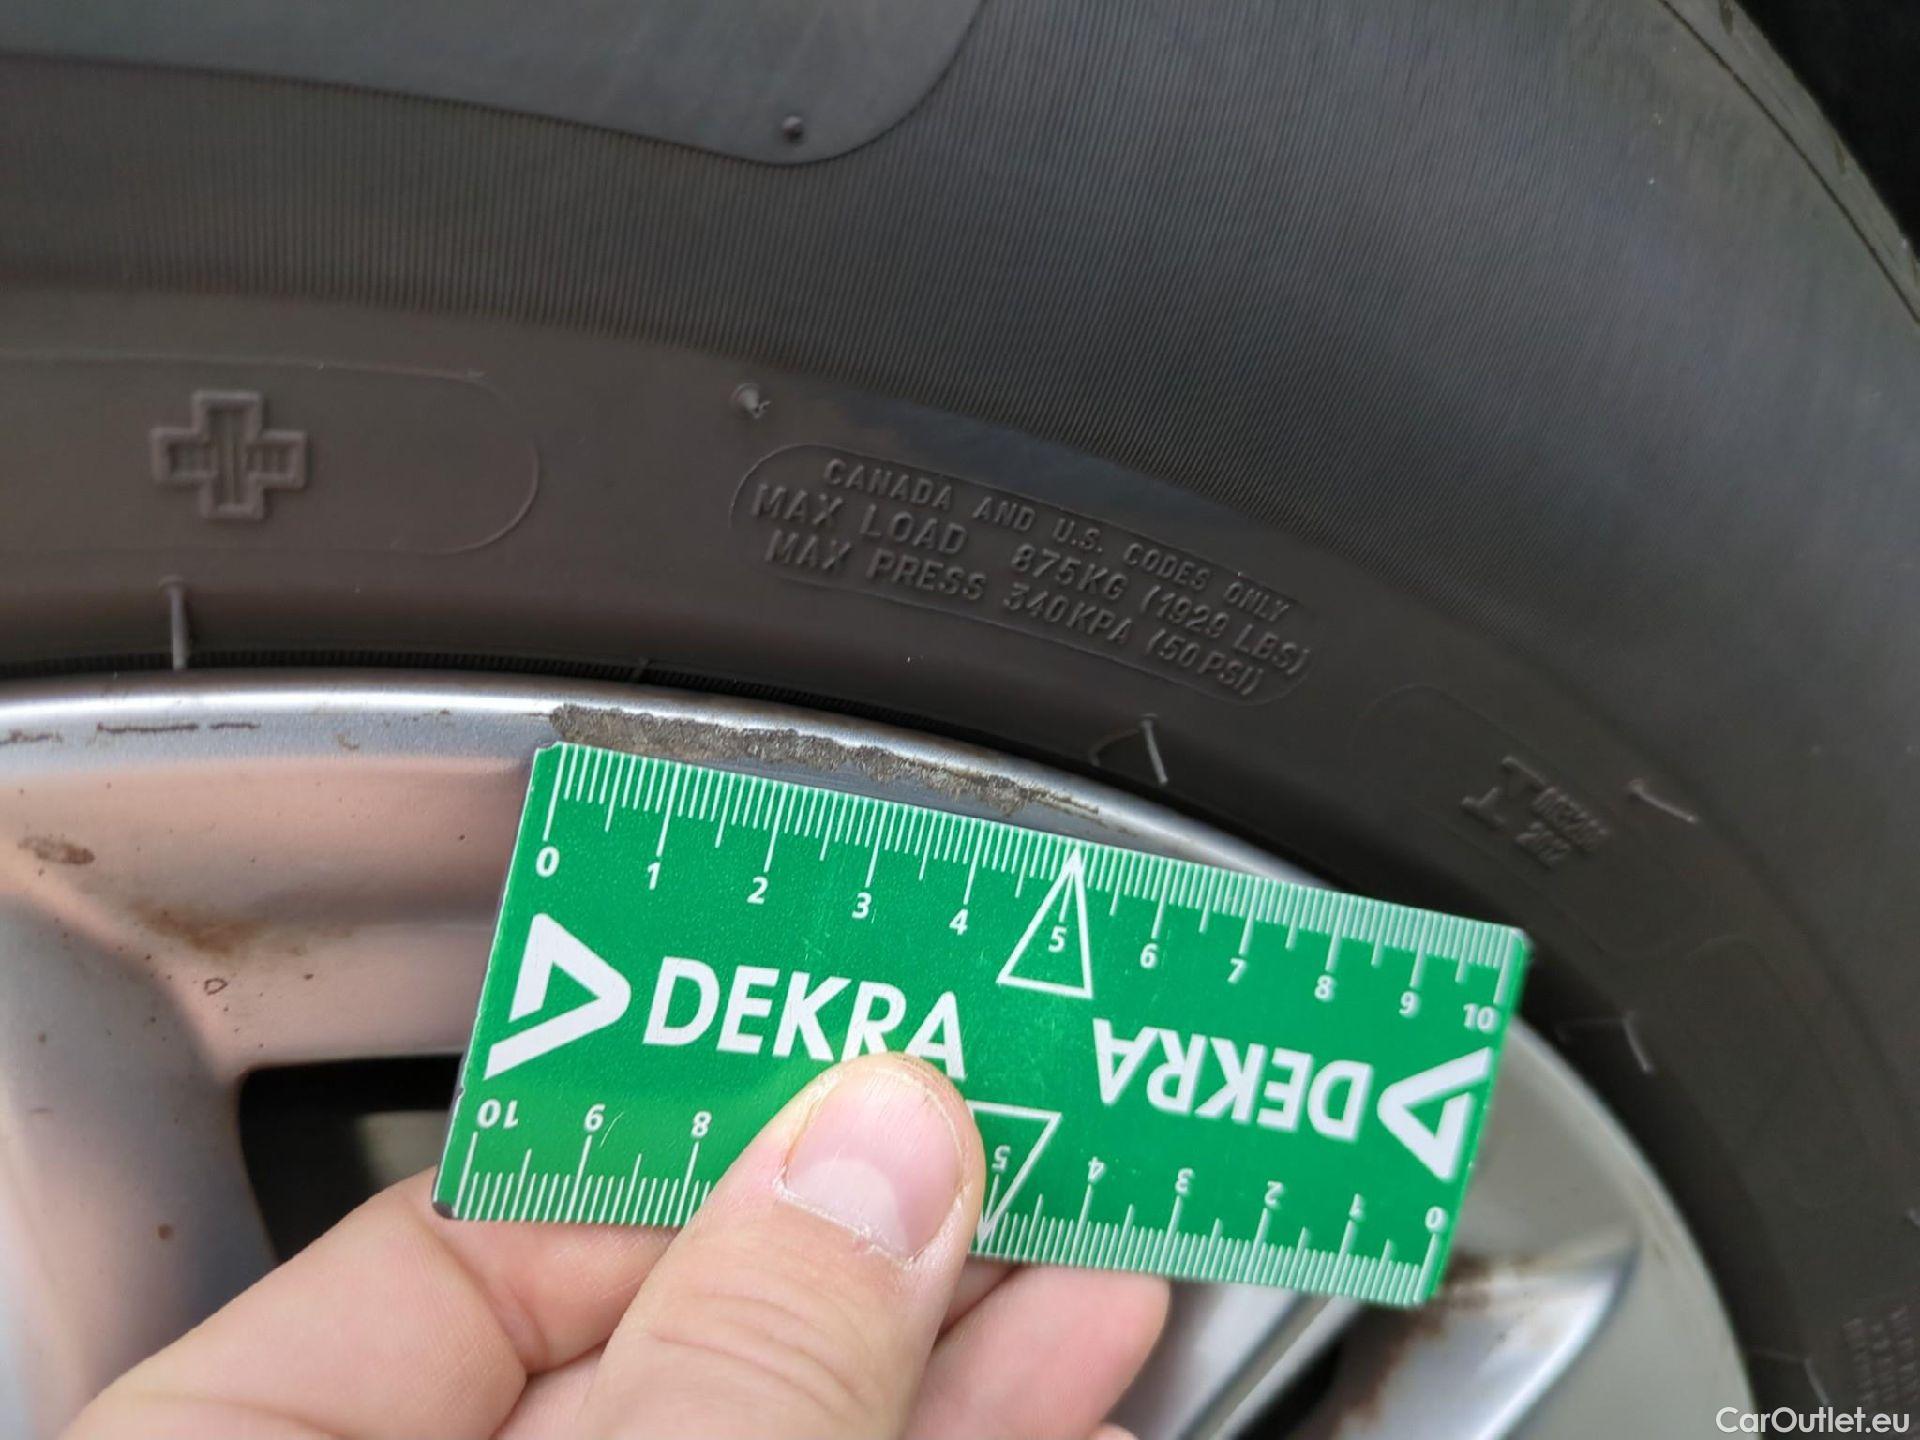 CANADA AND U.S. CODES ONLY
MAX LOAD 875KG (1929 LBS)
MAX PRESS 340KPA (50PSI)
0 1 2 3 4 5 6 7 8 9 10
DEKRA
DEKRA
10 9 8 5 4 3 2 1 0
CarOutlet.eu